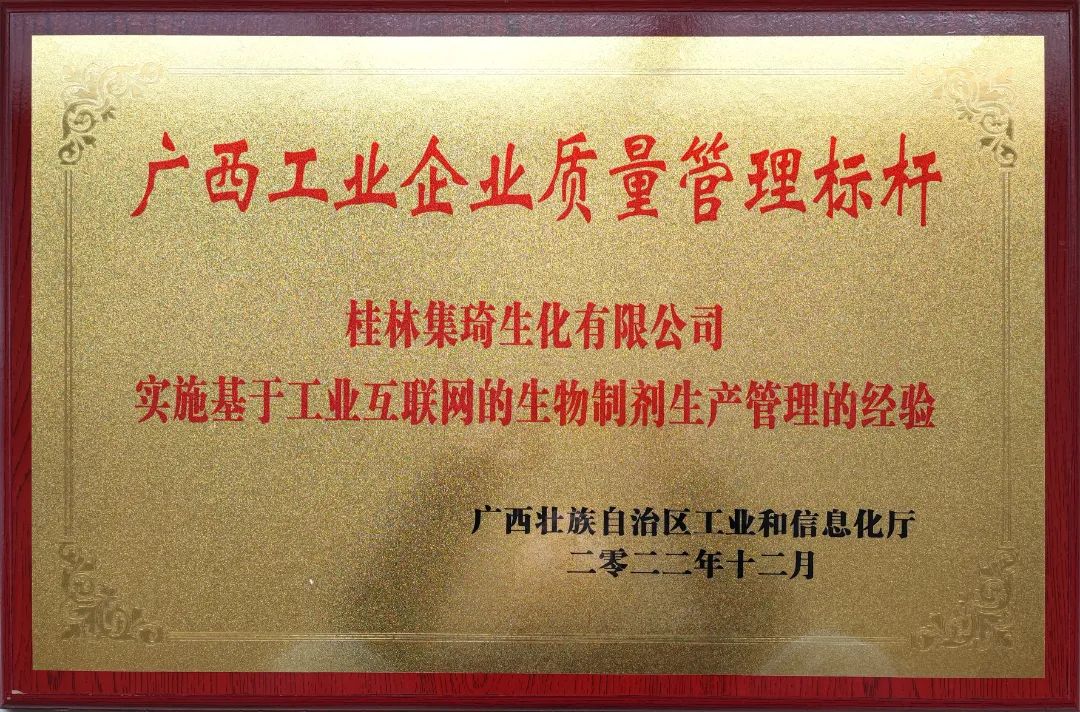 广西工业企业质量管理标杆
桂林集琦生化有限公司
实施基于工业互联网的生物制剂生产管理的经验
广西壮族自治区工业和信息化厅
二零二二年十二月